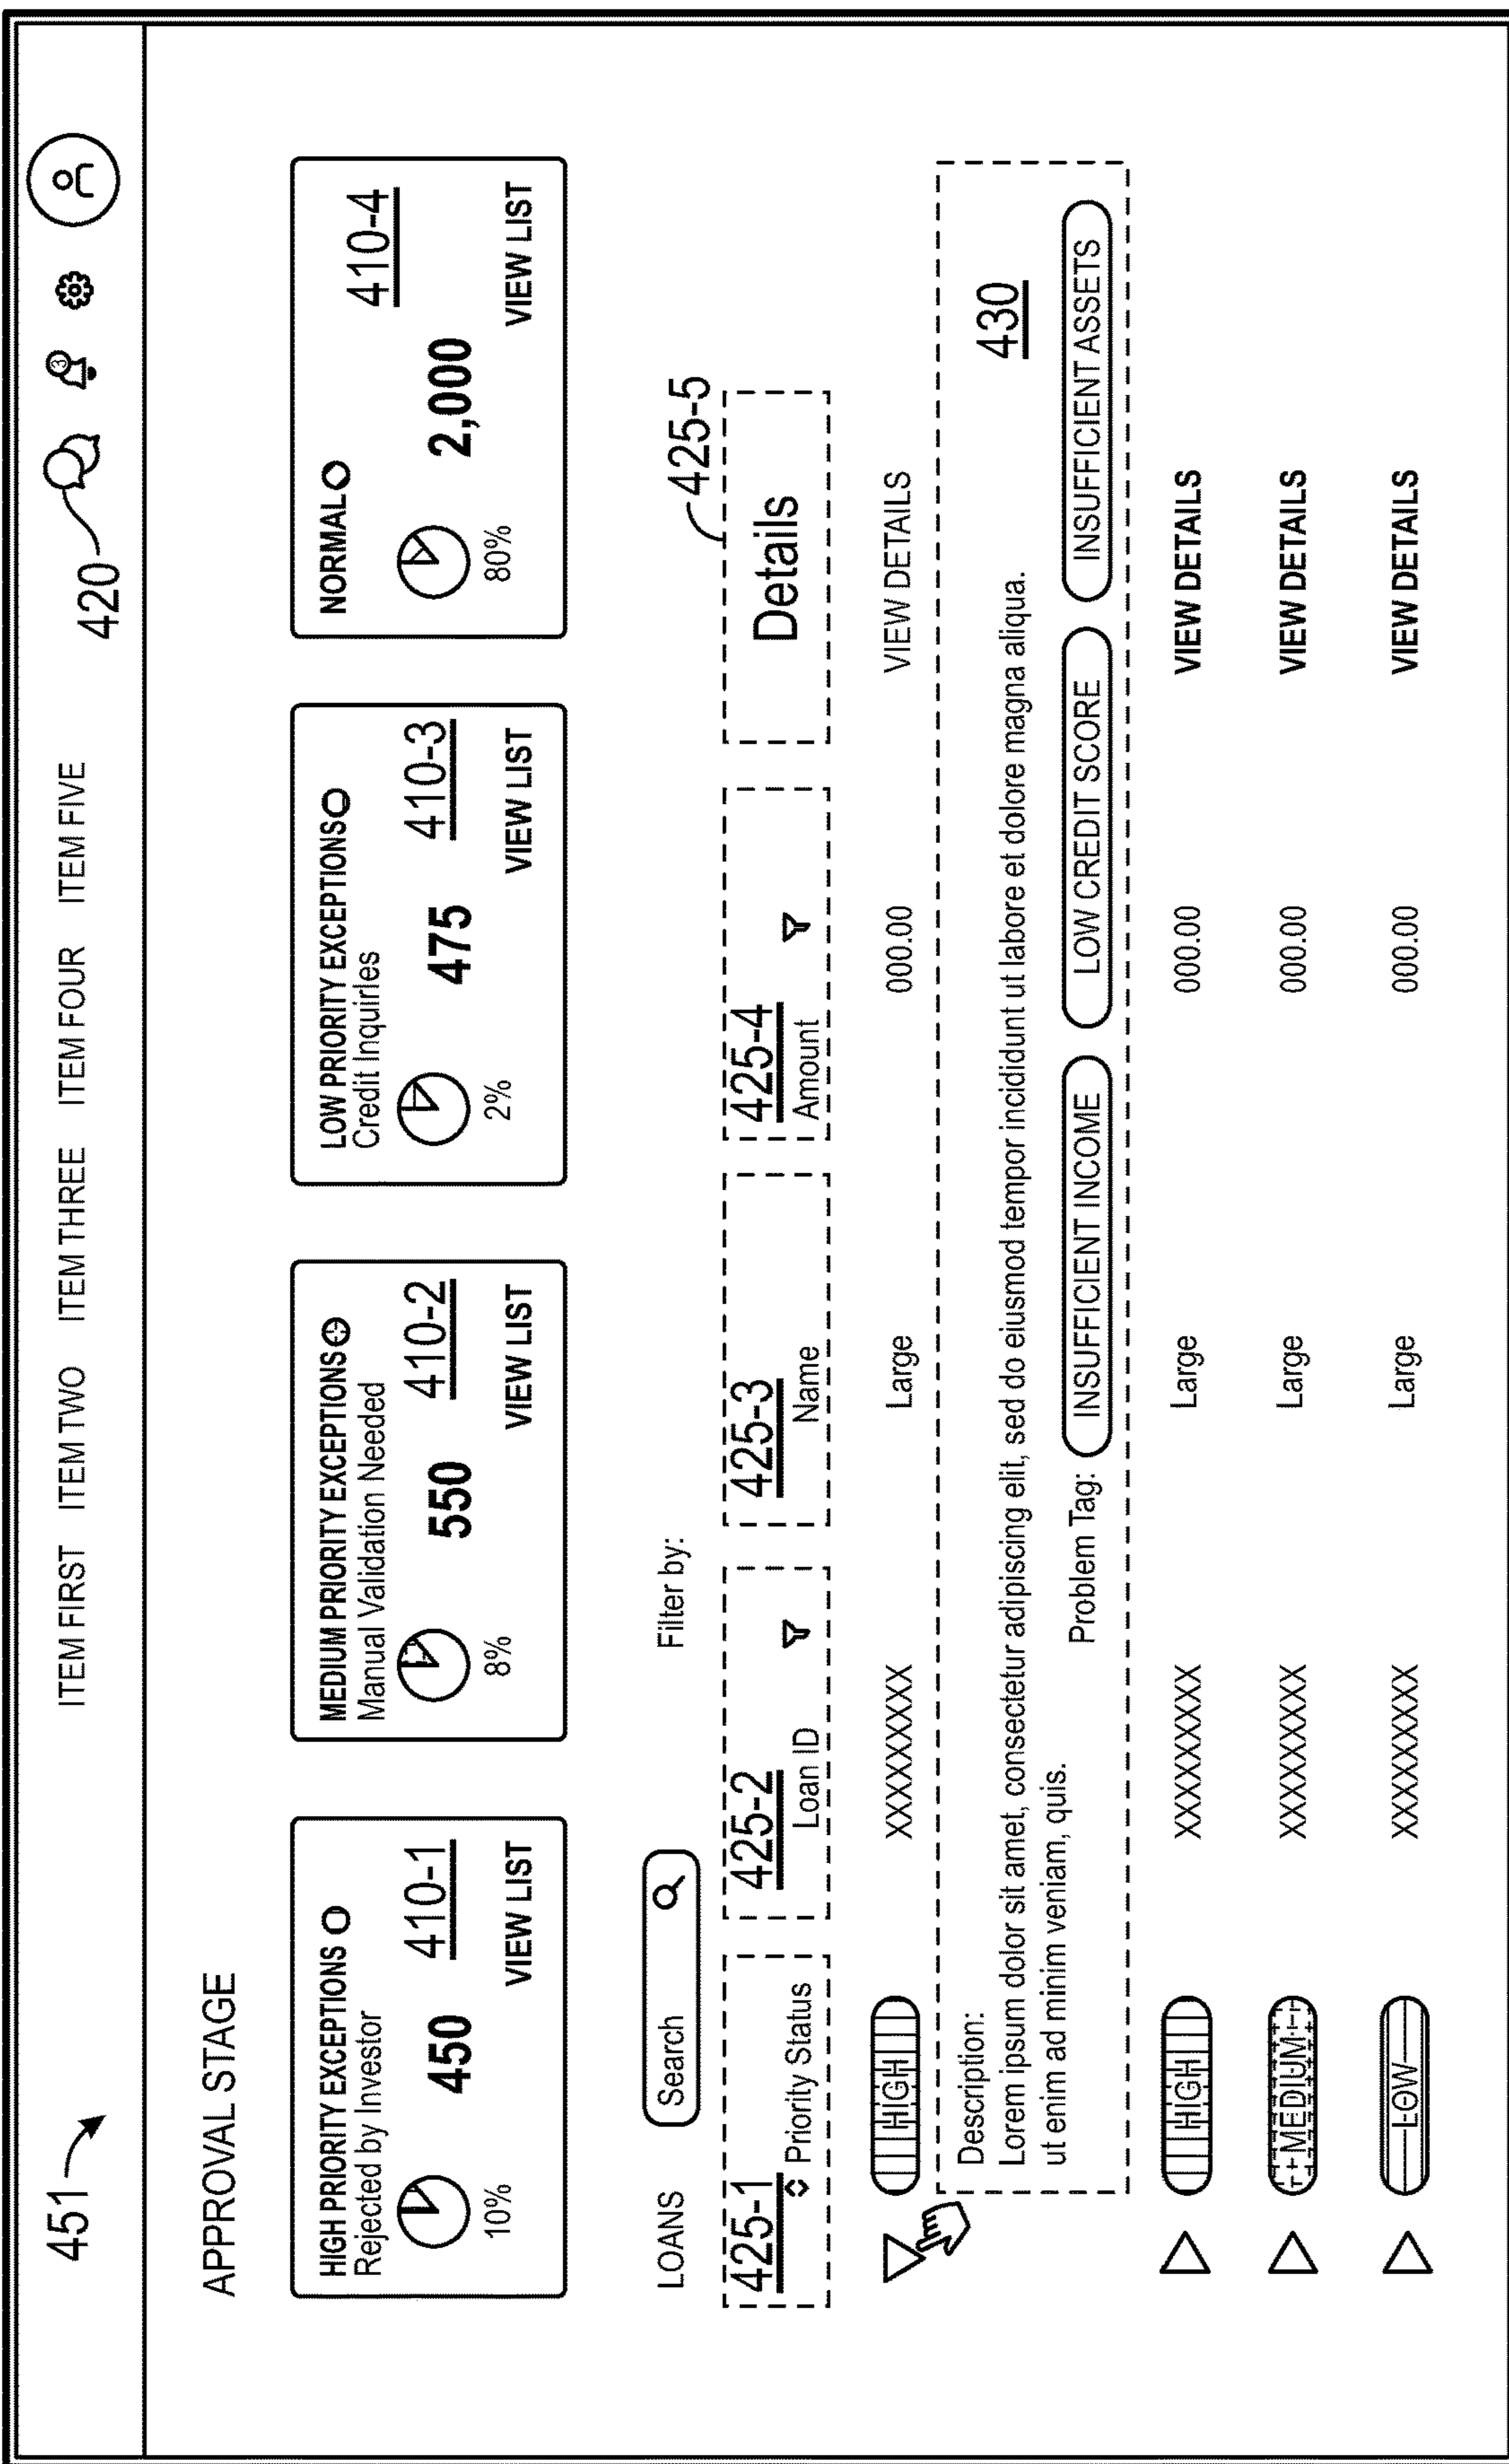 451
ITEM FIRST ITEM TWO ITEM THREE ITEM FOUR ITEM FIVE
3
420
APPROVAL STAGE
HIGH PRIORITY EXCEPTIONS
Rejected by Investor
450
410-1
10%
VIEW LIST
MEDIUM PRIORITY EXCEPTIONS
Manual Validation Needed
550
410-2
8%
VIEW LIST
LOW PRIORITY EXCEPTIONS
Credit Inquiries
475
410-3
2%
VIEW LIST
NORMAL
410-4
2,000
80%
VIEW LIST
LOANS
Search
Filter by:
425-5
425-1
Priority Status
425-2
Loan ID
425-3
Name
425-4
Amount
Details
HIGH XXXXXXXXX Large 000.00 VIEW DETAILS
Description:
430
Lorem ipsum dolor sit amet, consectetur adipiscing elit, sed do eiusmod tempor incididunt ut labore et dolore magna aliqua.
ut enim ad minim veniam, quis.
Problem Tag: INSUFFICIENT INCOME LOW CREDIT SCORE INSUFFICIENT ASSETS
HIGH XXXXXXXXX Large 000.00 VIEW DETAILS
MEDIUM XXXXXXXXX Large 000.00 VIEW DETAILS
LOW XXXXXXXXX Large 000.00 VIEW DETAILS